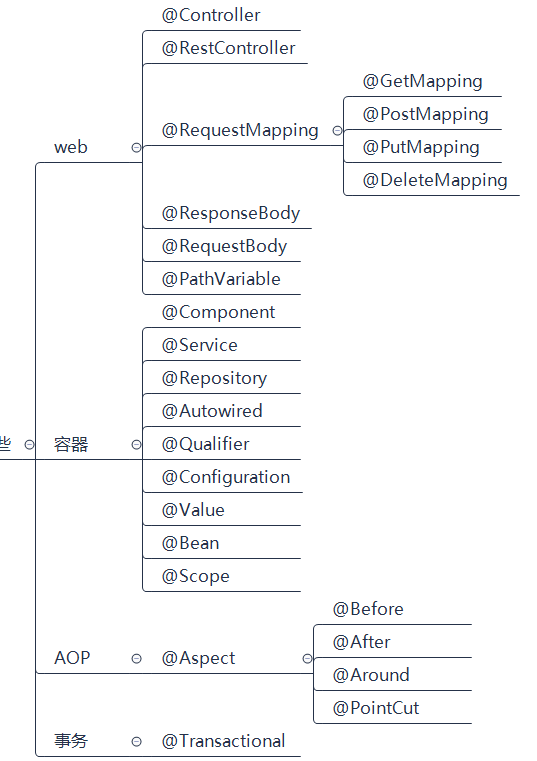 @Controller
@RestController
@GetMapping
@PostMapping
web
@RequestMapping
@PutMapping
@DeleteMapping
@ResponseBody
@RequestBody
@PathVariable
@Component
@Service
@Repository
@Autowired
些
容器
@Qualifier
@Configuration
@Value
@Bean
@Scope
@Before
@After
AOP
@Aspect
@Around
@PointCut
事务
@Transactional